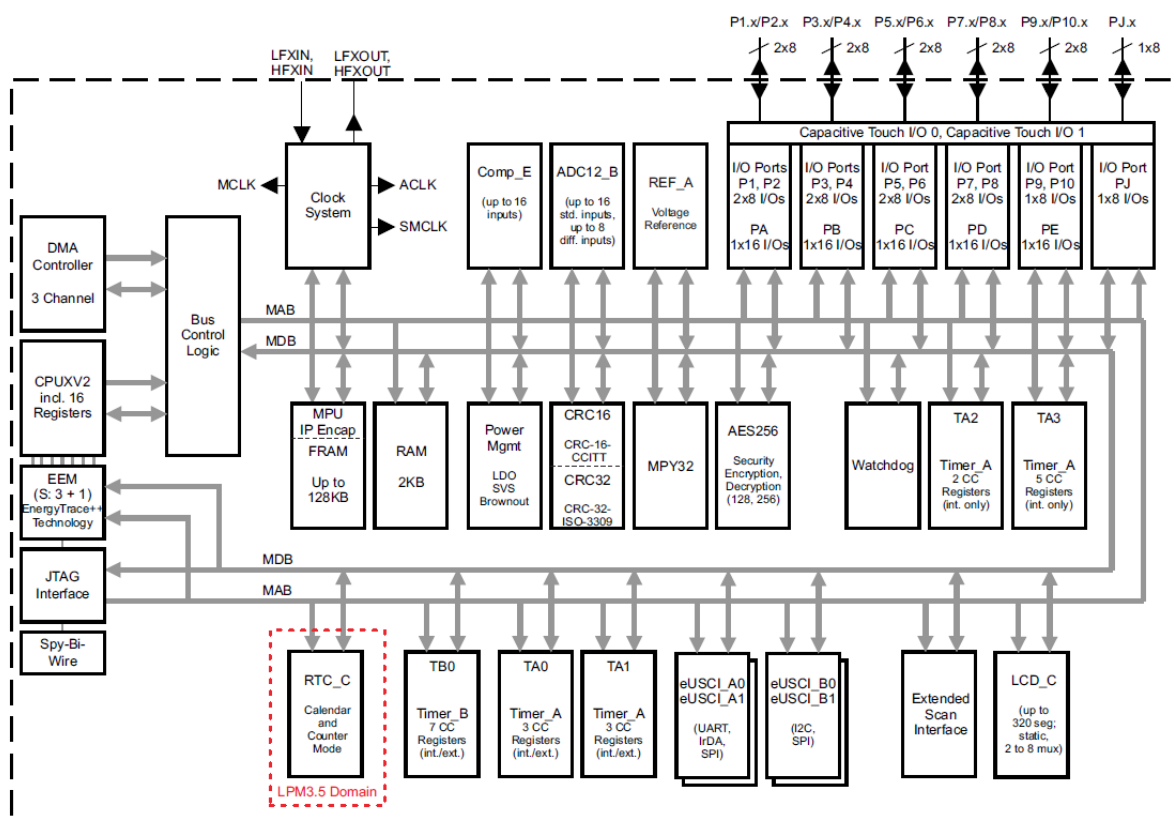 P1.x/P2.x
P3.x/P4.x
P5.x/P6.x
P7.x/P8.x
P9.x/P10.x
PJ.x
2x8
2x8
2x8
2x8
2x8
1x8
LFXIN,
HFXIN
LFXOUT,
HFXOUT
Capacitive Touch I/O 0, Capacitive Touch I/O 1
MCLK
Clock
System
ACLK
SMCLK
Comp_E
(up to 16
inputs)
ADC12_B
(up to 16
std. inputs,
up to 8
diff. inputs)
REF_A
Voltage
Reference
I/O Ports
P1, P2
2x8 I/Os
PA
1x16 I/Os
I/O Ports
P3, P4
2x8 I/Os
PB
1x16 I/Os
I/O Port
P5, P6
2x8 I/Os
PC
1x16 I/Os
I/O Port
P7, P8
2x8 I/Os
PD
1x16 I/Os
I/O Port
P9, P10
1x8 I/Os
PE
1x16 I/Os
I/O Port
PJ
1x8 I/Os
DMA
Controller
3 Channel
Bus
Control
Logic
MAB
MDB
CPUXV2
incl. 16
Registers
EEM
(S: 3 + 1)
EnergyTrace++
Technology
JTAG
Interface
Spy-Bi-
Wire
MPU
IP Encap
FRAM
Up to
128KB
RAM
2KB
Power
Mgmt
LDO
SVS
Brownout
CRC16
CRC-16-
CCITT
CRC32
CRC-32-
ISO-3309
MPY32
AES256
Security
Encryption,
Decryption
(128, 256)
Watchdog
TA2
Timer_A
2 CC
Registers
(int. only)
TA3
Timer_A
5 CC
Registers
(int. only)
MDB
MAB
RTC_C
Calendar
and
Counter
Mode
LPM3.5 Domain
TB0
Timer_B
7 CC
Registers
(int./ext.)
TA0
Timer_A
3 CC
Registers
(int./ext.)
TA1
Timer_A
3 CC
Registers
(int./ext.)
eUSCI_A0
eUSCI_A1
(UART,
IrDA,
SPI)
eUSCI_B0
eUSCI_B1
(I2C,
SPI)
Extended
Scan
Interface
LCD_C
(up to
320 seg;
static,
2 to 8 mux)